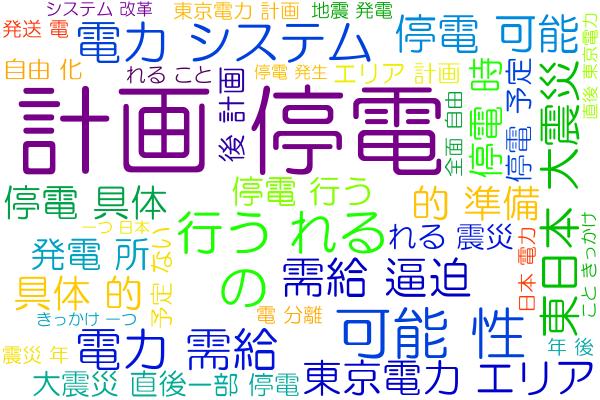 システム 改革
東京電力 計画
地震 発電
発送 電
電力 システム
停電 可能
直後 東京電力
自由 化
れる こと
停電 発生
エリア 計画
計画 停電
後 計画
全面 自由
停電 時
停電 予定
東日本 大震災
停電 具体
停電 行う
的 準備
一つ 日本
行う れる
れる 震災
発電 所
予定 ない
の
需給 逼迫
日本 電力
こと きっかけ
具体 的
きっかけ 一つ
電 分離
可能 性
震災 年
電力 需給
年 後
大震災 直後
一部 停電
東京電力 エリア